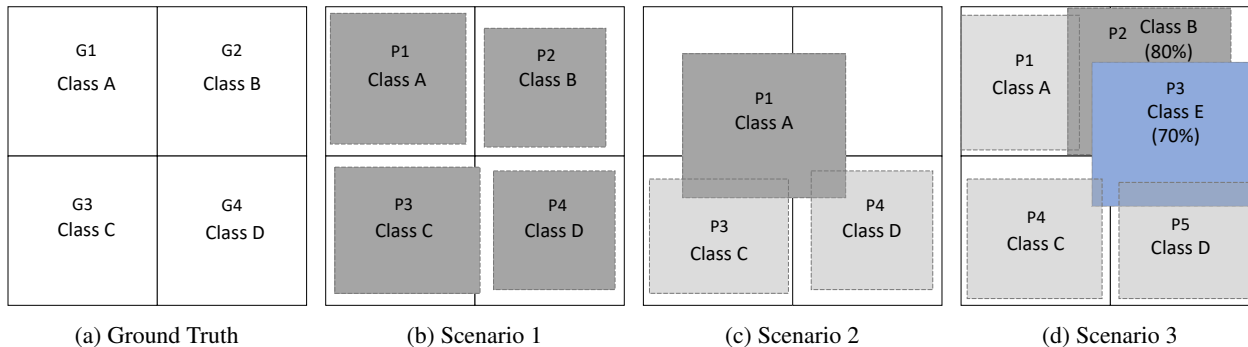 G1
Class A
G2
Class B
G3
Class C
G4
Class D
(a) Ground Truth
P1
Class A
P2
Class B
P3
Class C
P4
Class D
(b) Scenario 1
P1
Class A
P3
Class C
P4
Class D
(c) Scenario 2
P1
Class A
P2
Class B
(80%)
P3
Class E
(70%)
P4
Class C
P5
Class D
(d) Scenario 3